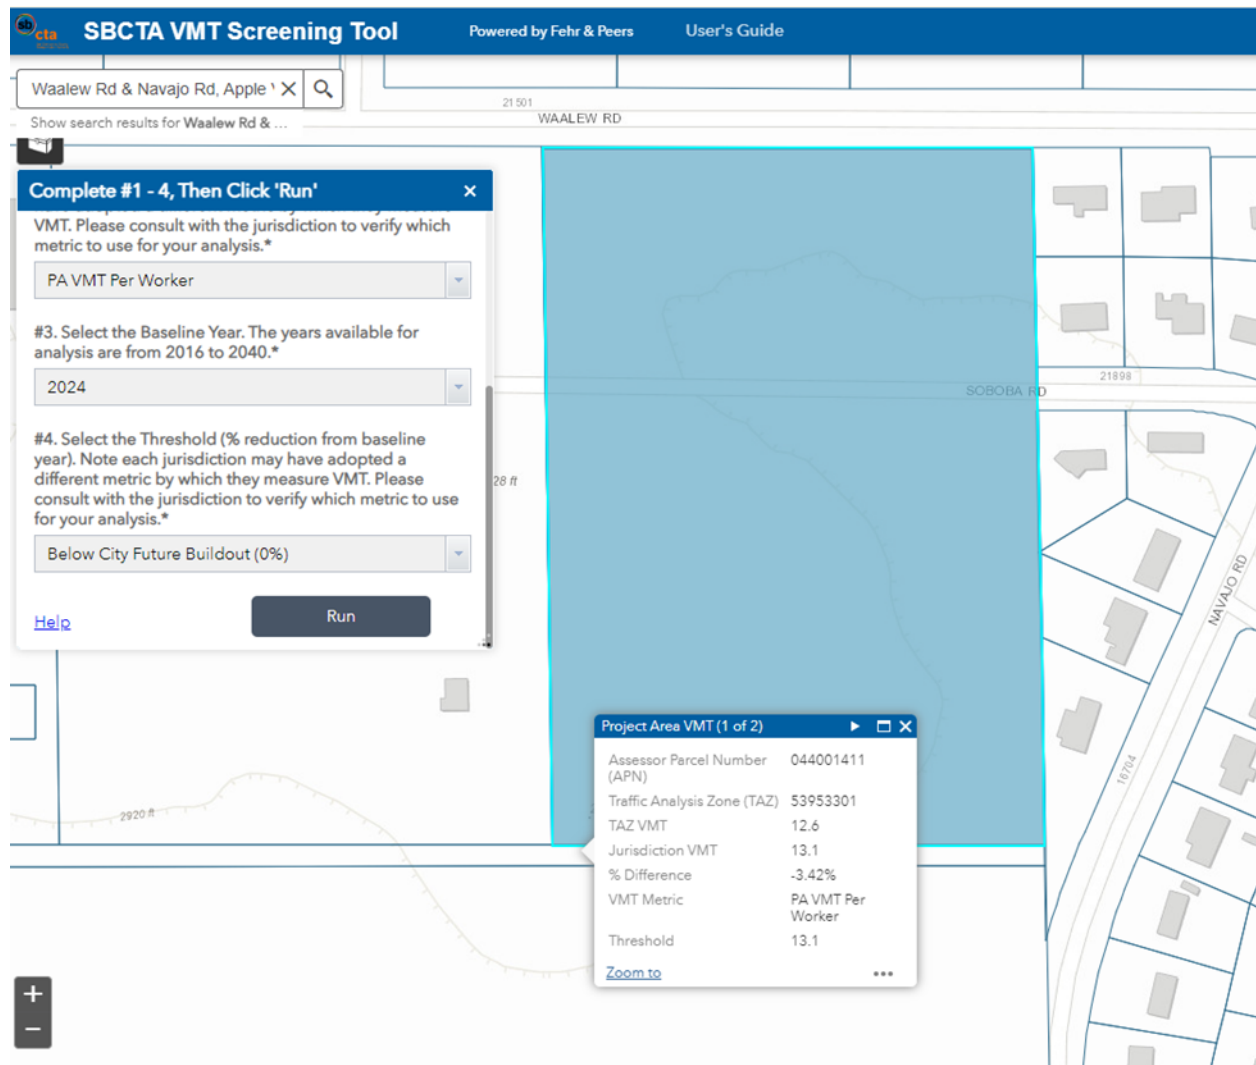 sb
cta
SBCTA VMT Screening Tool
Powered by Fehr & Peers
User's Guide
Waalew Rd & Navajo Rd, Apple
Show search results for Waalew Rd & ...
21 501
WAALEW RD
Complete #1 - 4, Then Click 'Run'
VMT. Please consult with the jurisdiction to verify which
metric to use for your analysis.*
PA VMT Per Worker
#3. Select the Baseline Year. The years available for
analysis are from 2016 to 2040.*
2024
#4. Select the Threshold (% reduction from baseline
year). Note each jurisdiction may have adopted a
different metric by which they measure VMT. Please
consult with the jurisdiction to verify which metric to use
for your analysis.*
Below City Future Buildout (0%)
Help
Run
28 ft
SOBOBA RD
21898
NAVAJO RD
16704
2920 ft
Project Area VMT (1 of 2)
Assessor Parcel Number (APN) 044001411
Traffic Analysis Zone (TAZ) 53953301
TAZ VMT 12.6
Jurisdiction VMT 13.1
% Difference -3.42%
VMT Metric PA VMT Per Worker
Threshold 13.1
Zoom to